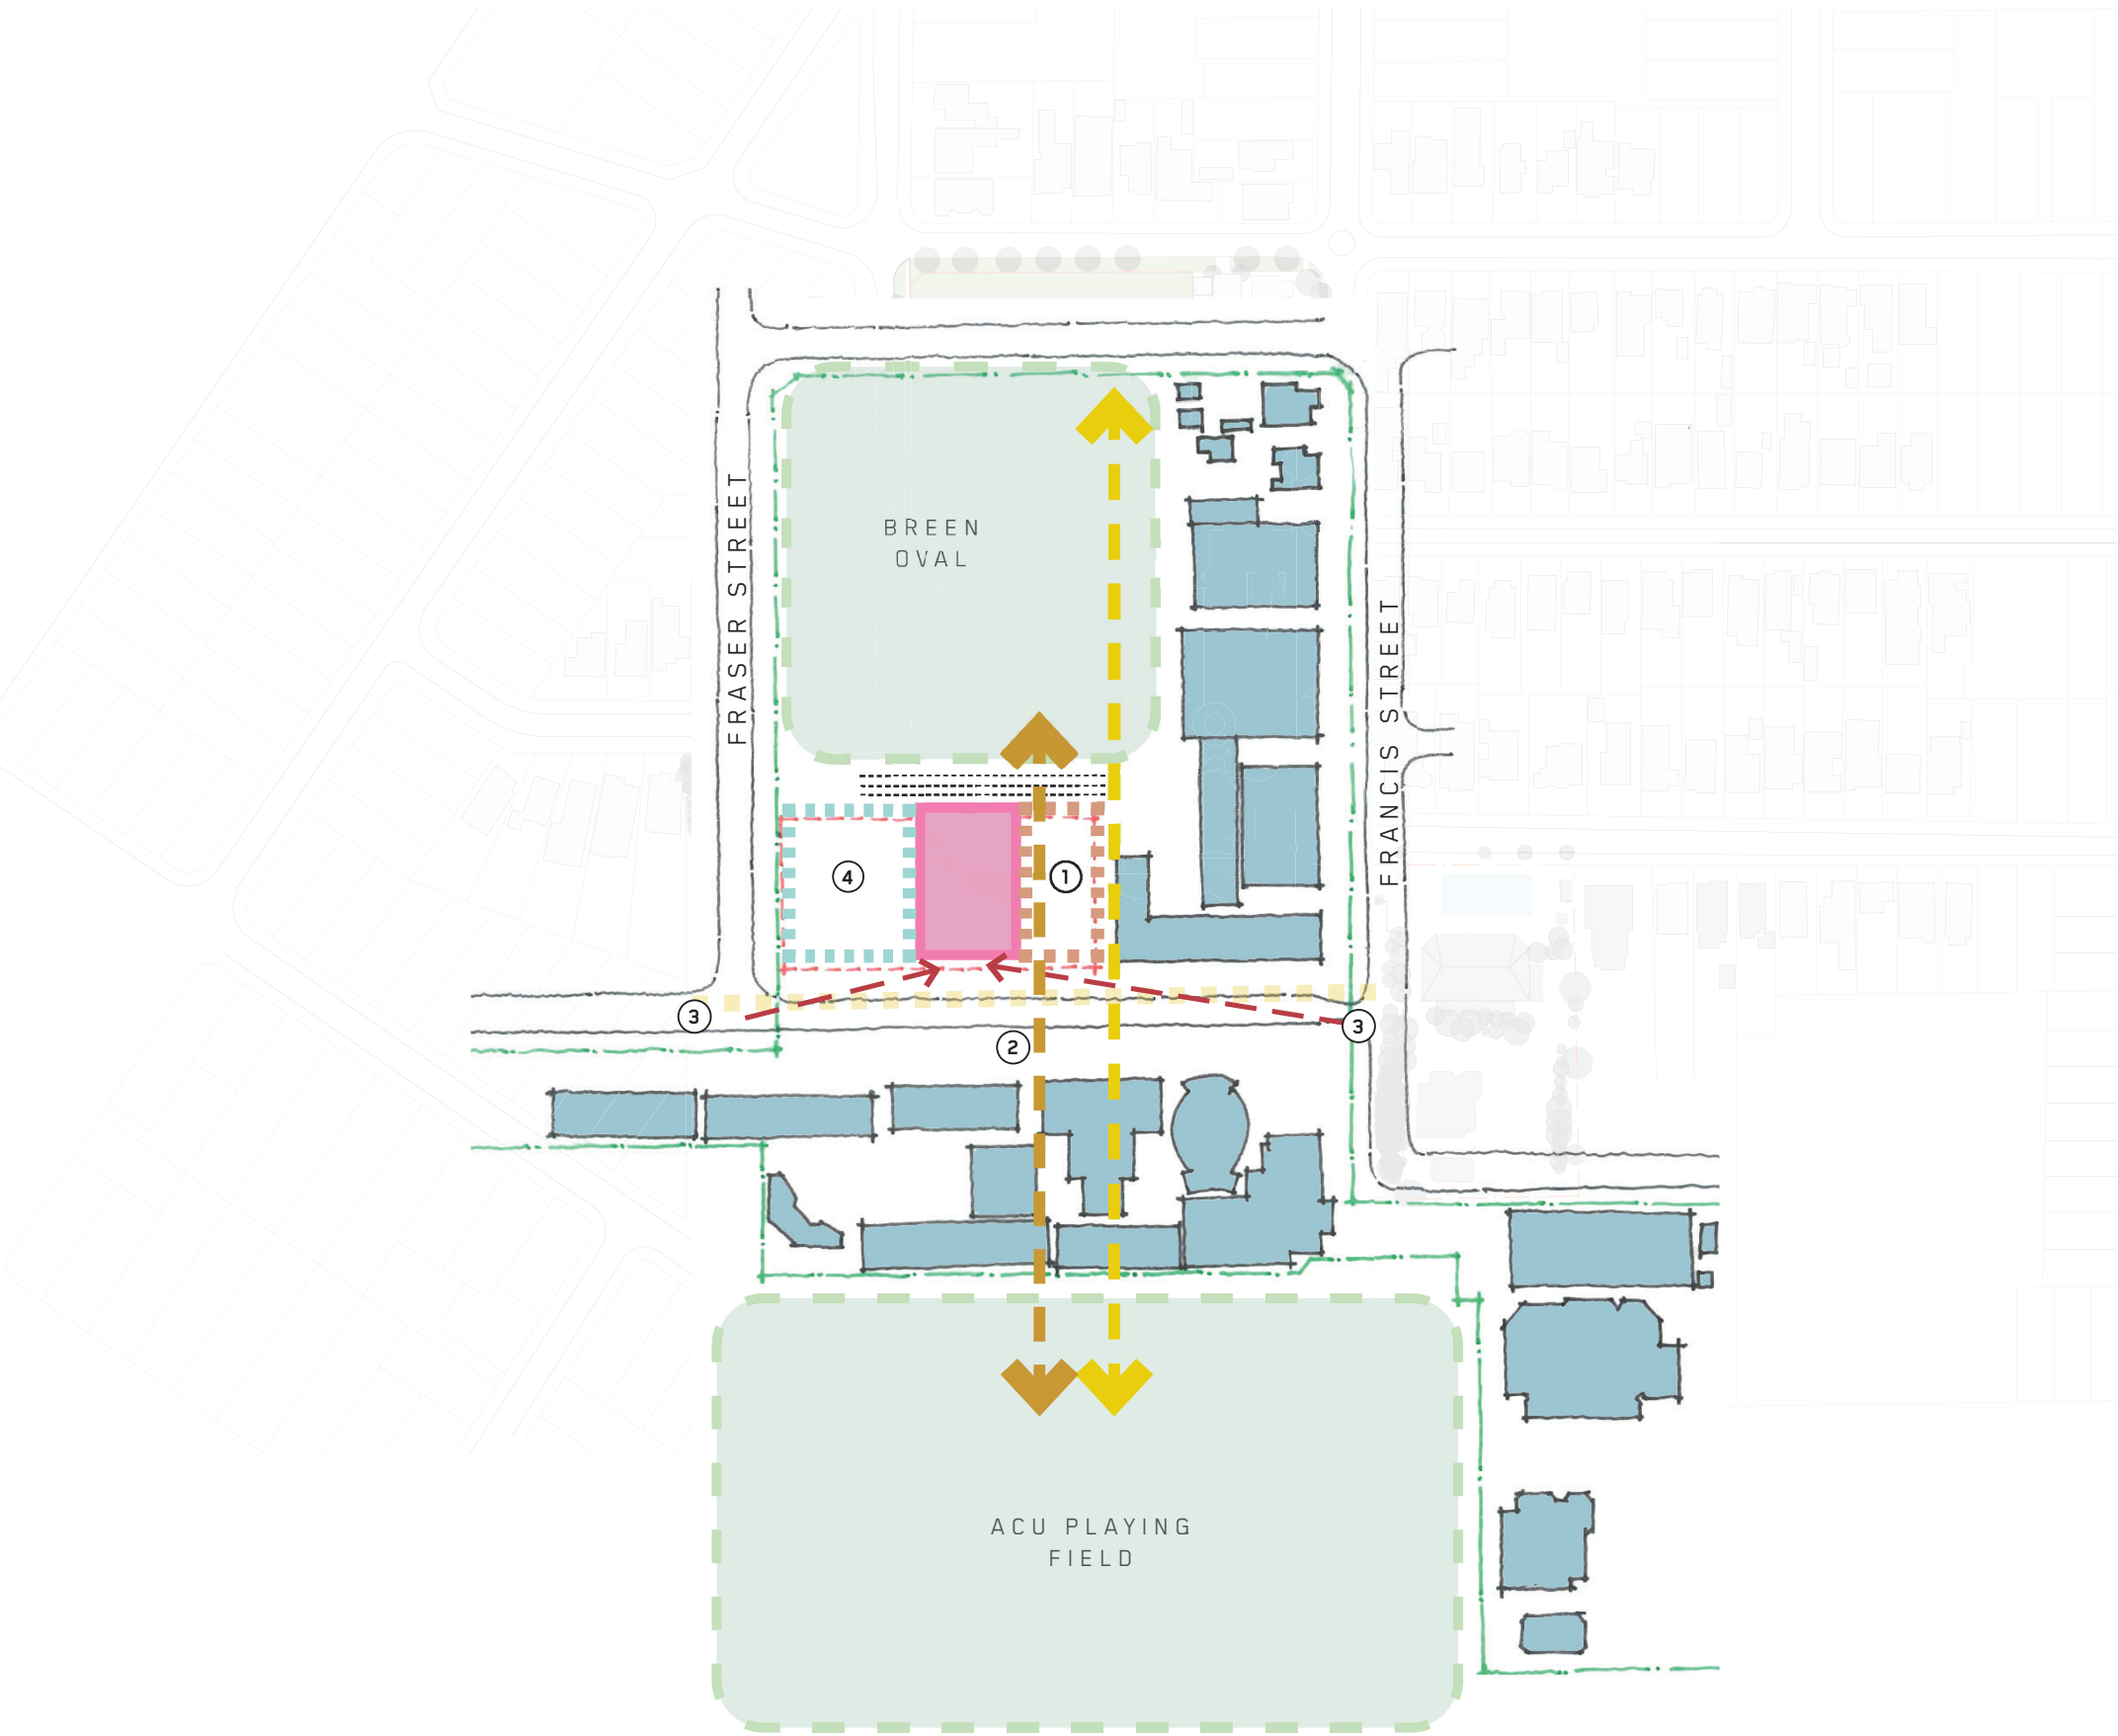 BREEN
OVAL
FRASER STREET
FRANCIS STREET
4
1
3
3
2
ACU PLAYING
FIELD